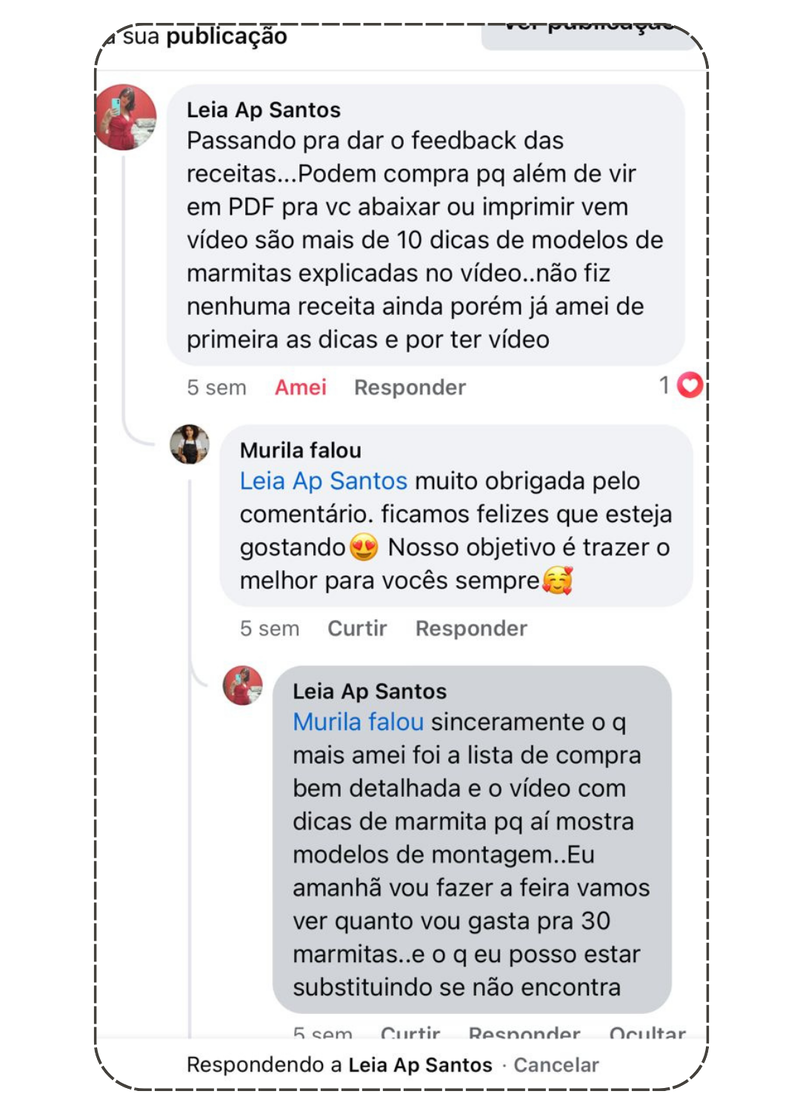 a sua publicação
Ver publicação
Leia Ap Santos
Passando pra dar o feedback das
receitas...Podem compra pq além de vir
em PDF pra vc abaixar ou imprimir vem
vídeo são mais de 10 dicas de modelos de
marmitas explicadas no vídeo..não fiz
nenhuma receita ainda porém já amei de
primeira as dicas e por ter vídeo
5 sem Amei Responder 1
Murila falou
Leia Ap Santos muito obrigada pelo
comentário. ficamos felizes que esteja
gostando😍 Nosso objetivo é trazer o
melhor para vocês sempre🥰
5 sem Curtir Responder
Leia Ap Santos
Murila falou sinceramente o q
mais amei foi a lista de compra
bem detalhada e o vídeo com
dicas de marmita pq aí mostra
modelos de montagem..Eu
amanhã vou fazer a feira vamos
ver quanto vou gasta pra 30
marmitas..e o q eu posso estar
substituindo se não encontra
5 sem Curtir Responder Ocultar
Respondendo a Leia Ap Santos · Cancelar